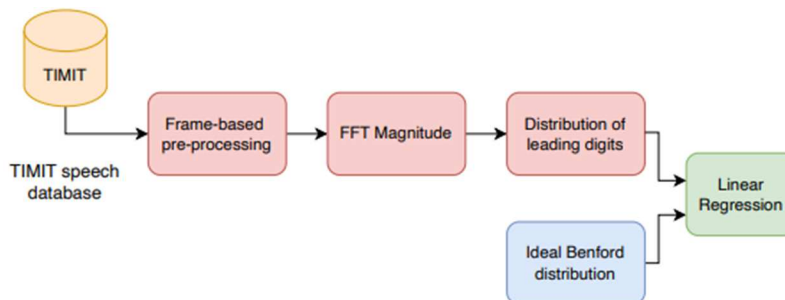 TIMIT
TIMIT speech
database
Frame-based
pre-processing
FFT Magnitude
Distribution of
leading digits
Ideal Benford
distribution
Linear
Regression